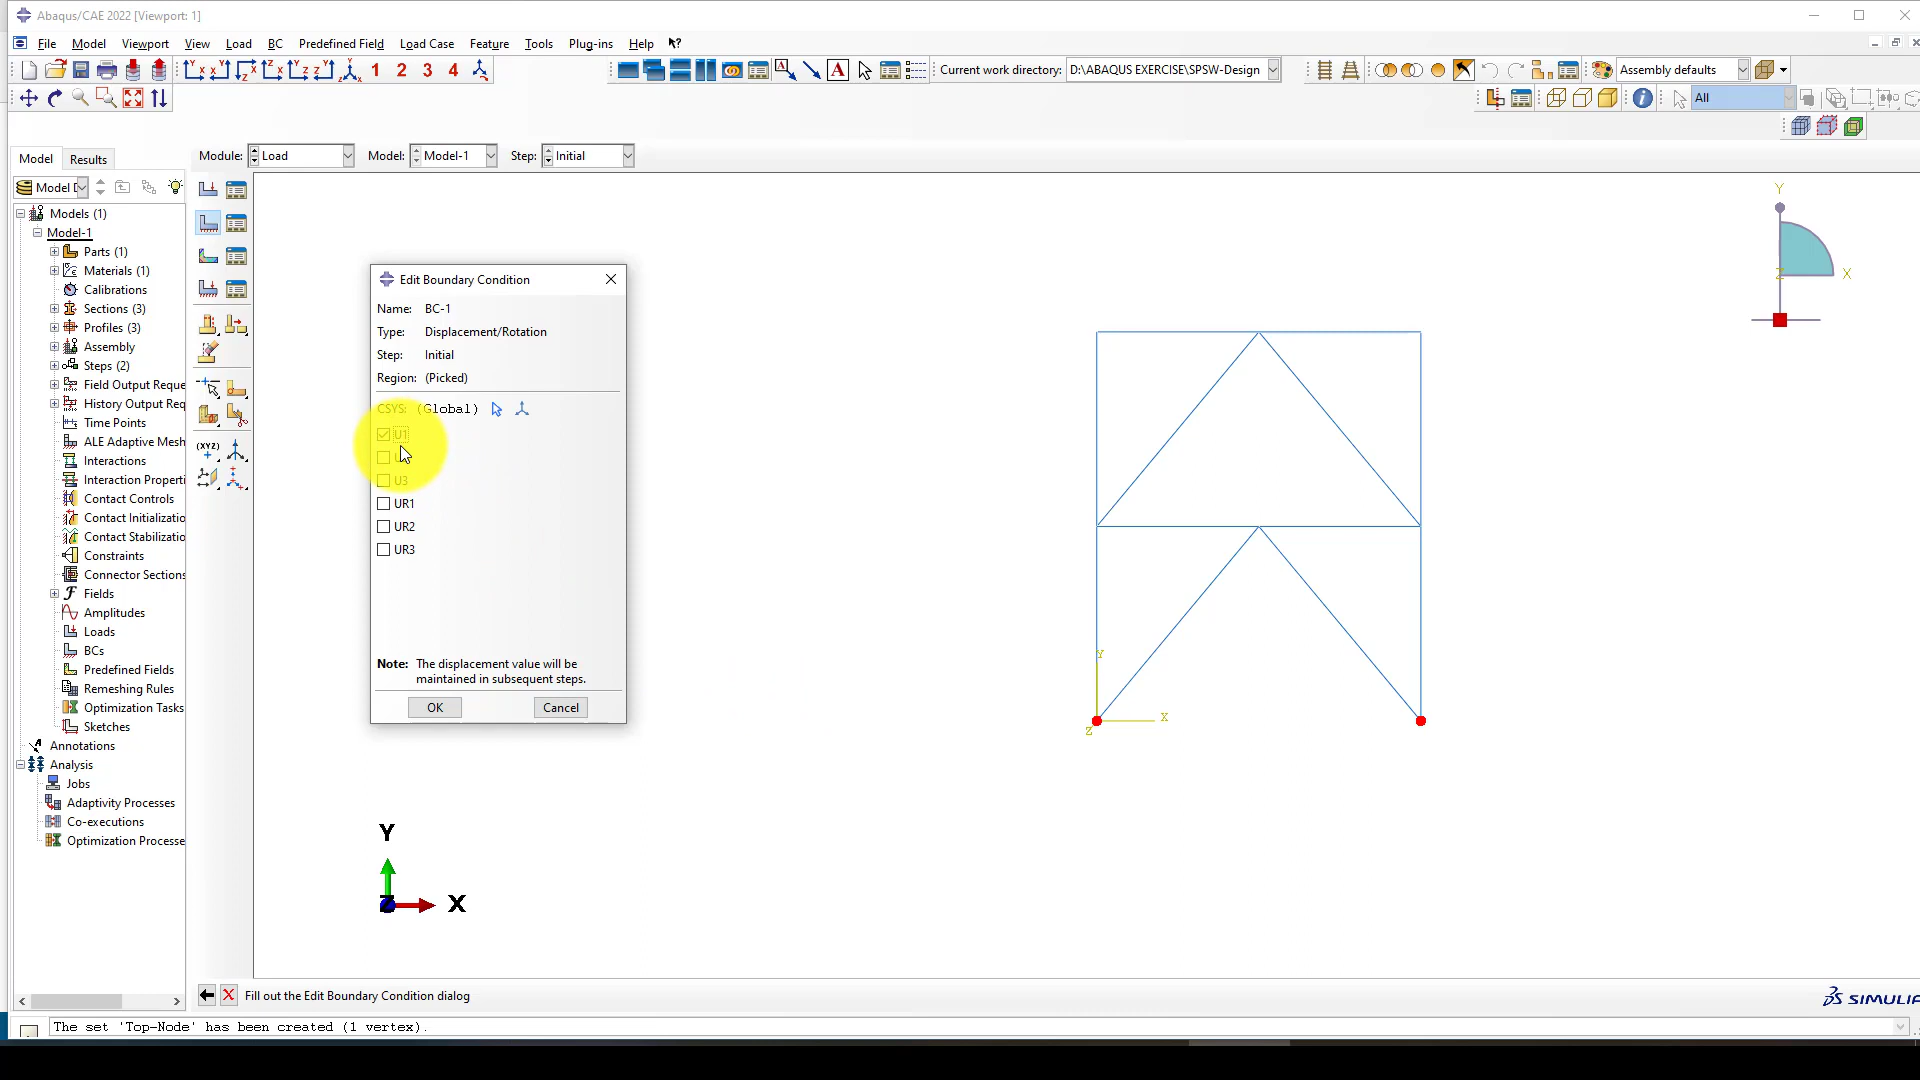 Abaqus/CAE 2022 [Viewport: 1]
File Model Viewport View Load BC Predefined Field Load Case Feature Tools Plug-ins Help
1 2 3 4 A A Current work directory: D:\ABAQUS EXERCISE\SPSW-Design Assembly defaults
All
Model Results
Module: Load Model: Model-1 Step: Initial
Models (1)
Model-1
Parts (1)
Materials (1)
Calibrations
Sections (3)
Profiles (3)
Assembly
Steps (2)
Field Output Reque
History Output Req
Time Points
ALE Adaptive Mesh
Interactions
Interaction Properti
Contact Controls
Contact Initializatio
Contact Stabilizatio
Constraints
Connector Sections
Fields
Amplitudes
Loads
BCs
Predefined Fields
Remeshing Rules
Optimization Tasks
Sketches
Annotations
Analysis
Jobs
Adaptivity Processes
Co-executions
Optimization Processe
(XYZ)
Edit Boundary Condition
Name: BC-1
Type: Displacement/Rotation
Step: Initial
Region: (Picked)
CSYS: (Global)
U1
U3
UR1
UR2
UR3
Note: The displacement value will be
maintained in subsequent steps.
OK Cancel
Y
X
Z
Y
X
Z
Y
Z X
Fill out the Edit Boundary Condition dialog
The set 'Top-Node' has been created (1 vertex).